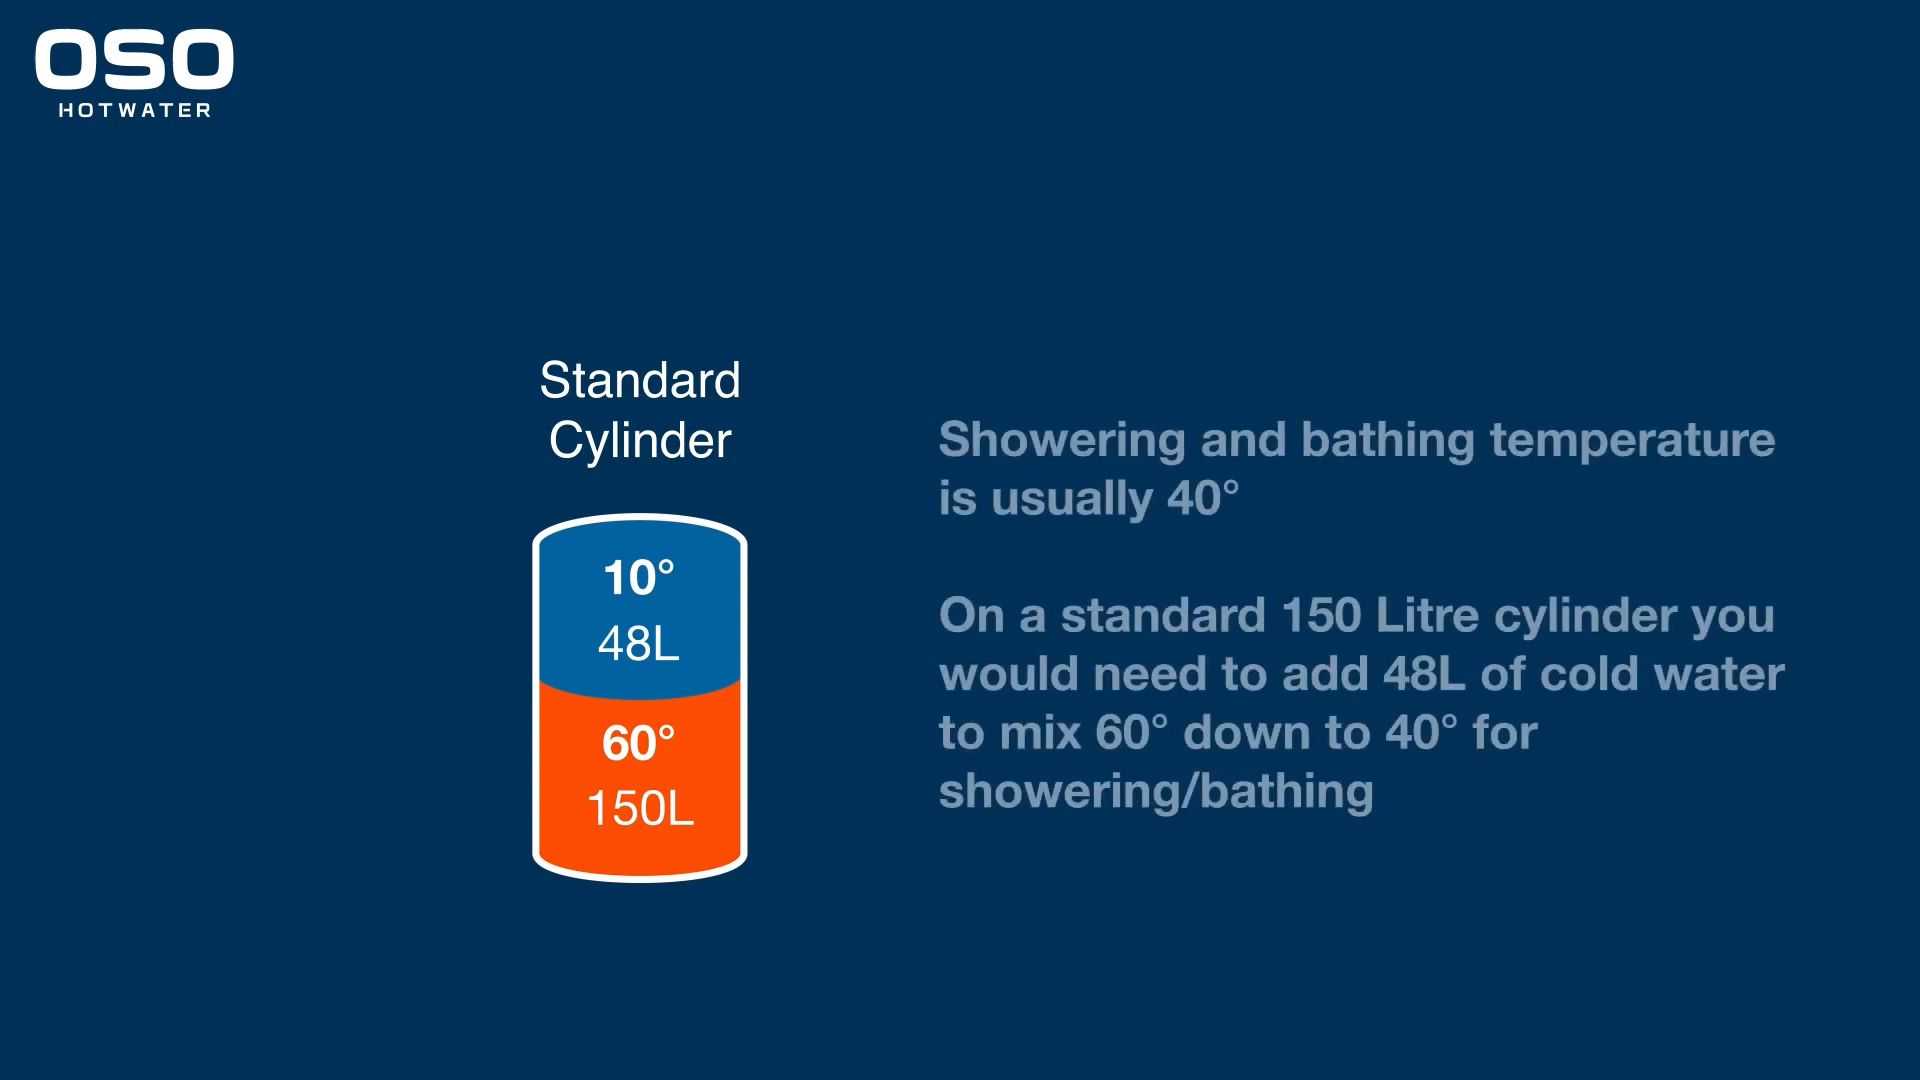 OSO
HOTWATER
Standard
Cylinder
10°
48L
60°
150L
Showering and bathing temperature
is usually 40°
On a standard 150 Litre cylinder you
would need to add 48L of cold water
to mix 60° down to 40° for
showering/bathing